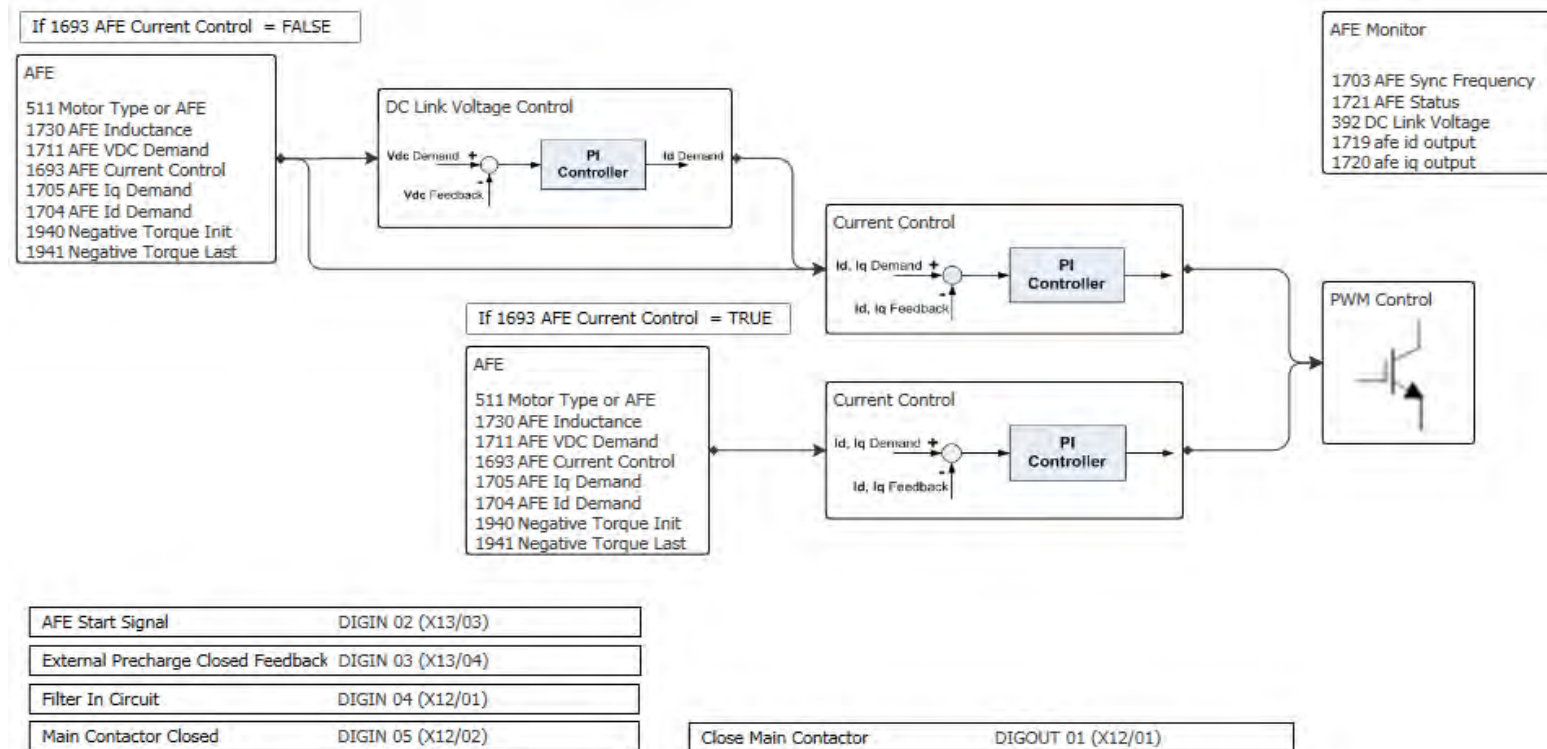 If 1693 AFE Current Control = FALSE
AFE
511 Motor Type or AFE
1730 AFE Inductance
1711 AFE VDC Demand
1693 AFE Current Control
1705 AFE Iq Demand
1704 AFE Id Demand
1940 Negative Torque Init
1941 Negative Torque Last
DC Link Voltage Control
Vdc Demand +
-
Vdc Feedback
PI
Controller
Id Demand
AFE Monitor
1703 AFE Sync Frequency
1721 AFE Status
392 DC Link Voltage
1719 afe id output
1720 afe iq output
Current Control
Id, Iq Demand +
-
Id, Iq Feedback
PI
Controller
PWM Control
If 1693 AFE Current Control = TRUE
AFE
511 Motor Type or AFE
1730 AFE Inductance
1711 AFE VDC Demand
1693 AFE Current Control
1705 AFE Iq Demand
1704 AFE Id Demand
1940 Negative Torque Init
1941 Negative Torque Last
Current Control
Id, Iq Demand +
-
Id, Iq Feedback
PI
Controller
AFE Start Signal DIGIN 02 (X13/03)
External Precharge Closed Feedback DIGIN 03 (X13/04)
Filter In Circuit DIGIN 04 (X12/01)
Main Contactor Closed DIGIN 05 (X12/02)
Close Main Contactor DIGOUT 01 (X12/01)